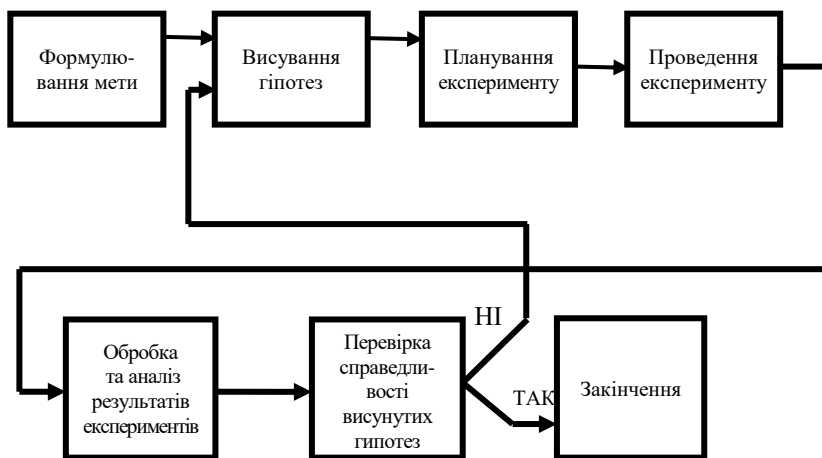 Формулю-
вання мети
Висування
гіпотез
Планування
експерименту
Проведення
експерименту
Обробка
та аналіз
результатів
експериментів
Перевірка
справедли-
вості
висунутих
гипотез
НІ
ТАК
Закінчення